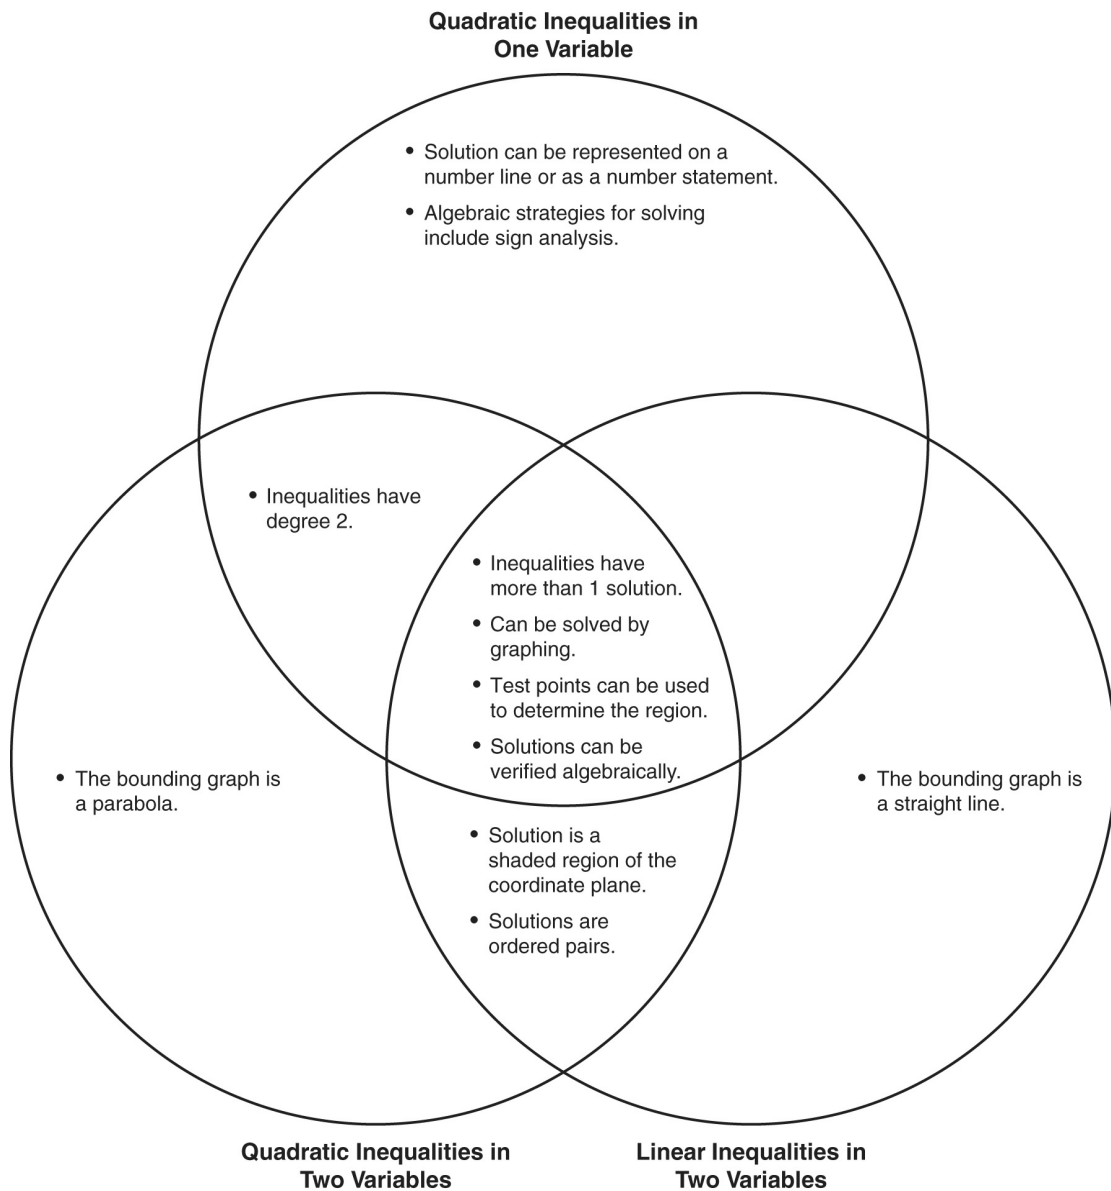 Quadratic Inequalities in
One Variable
• Solution can be represented on a
number line or as a number statement.
• Algebraic strategies for solving
include sign analysis.
• Inequalities have
degree 2.
• Inequalities have
more than 1 solution.
• Can be solved by
graphing.
• Test points can be used
to determine the region.
• Solutions can be
verified algebraically.
• The bounding graph is
a parabola.
• The bounding graph is
a straight line.
• Solution is a
shaded region of the
coordinate plane.
• Solutions are
ordered pairs.
Quadratic Inequalities in
Two Variables
Linear Inequalities in
Two Variables